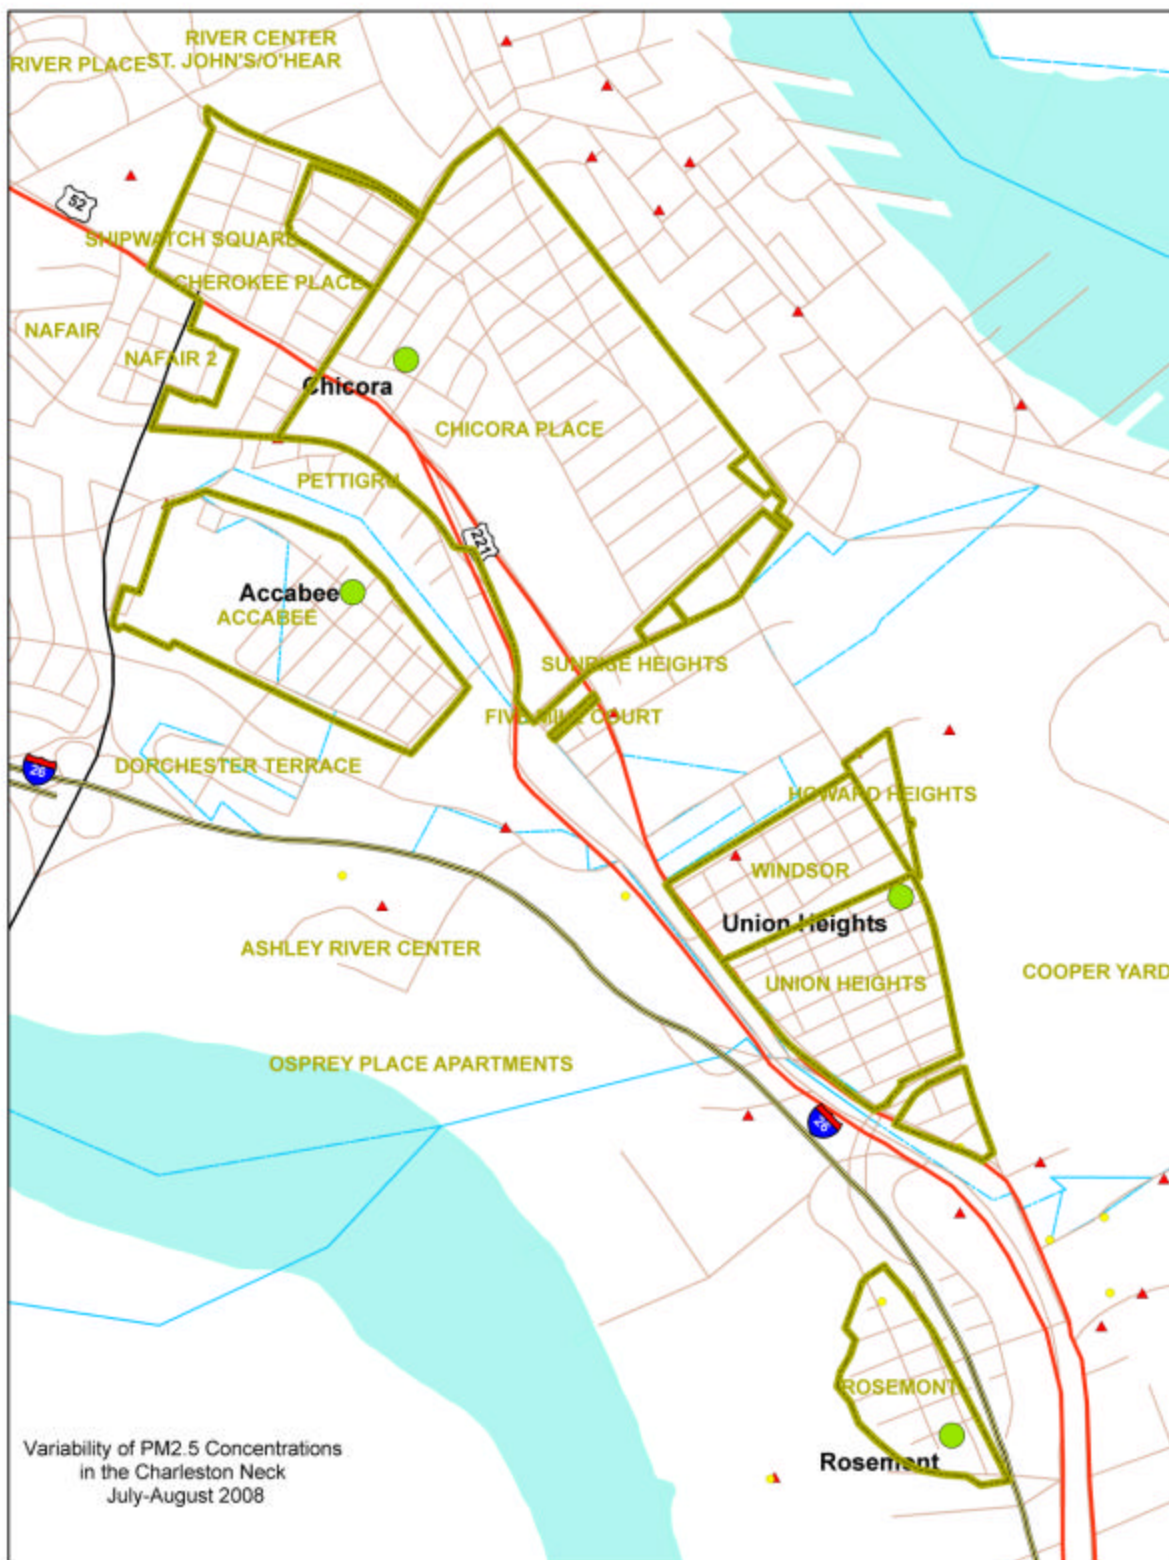 RIVER CENTER
RIVER PLACE
ST. JOHN'S/O'HEAR
52
SHIPWATCH SQUARE
CHEROKEE PLACE
NAFAIR
NAFAIR 2
Chicora
CHICORA PLACE
PETTIGRU
221
Accabee
ACCABEE
SUNRISE HEIGHTS
FIVE MILE COURT
26
DORCHESTER TERRACE
HOWARD HEIGHTS
WINDSOR
Union Heights
ASHLEY RIVER CENTER
COOPER YARD
UNION HEIGHTS
OSPREY PLACE APARTMENTS
26
ROSEMONT
Rosemont
Variability of PM2.5 Concentrations
in the Charleston Neck
July-August 2008